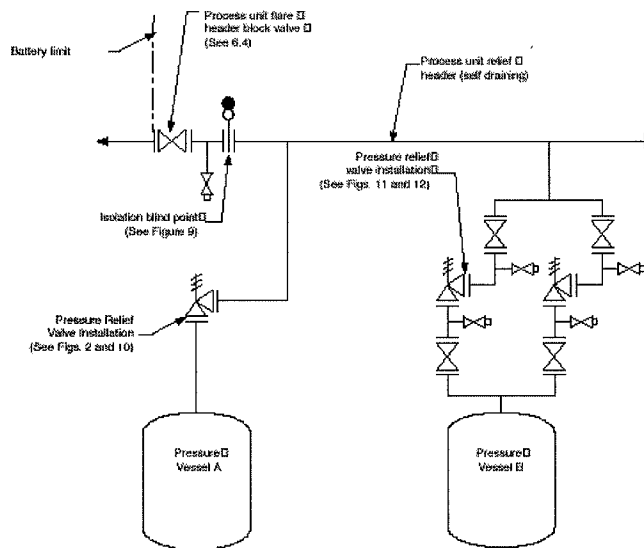 Process unit flare
header block valve
(See 6.4)
Battery limit
Process unit relief
header (self draining)
Pressure relief
valve installation
(See Figs. 11 and 12)
Isolation blind point
(See Figure 9)
Pressure Relief
Valve Installation
(See Figs. 2 and 10)
Pressure
Vessel A
Pressure
Vessel B